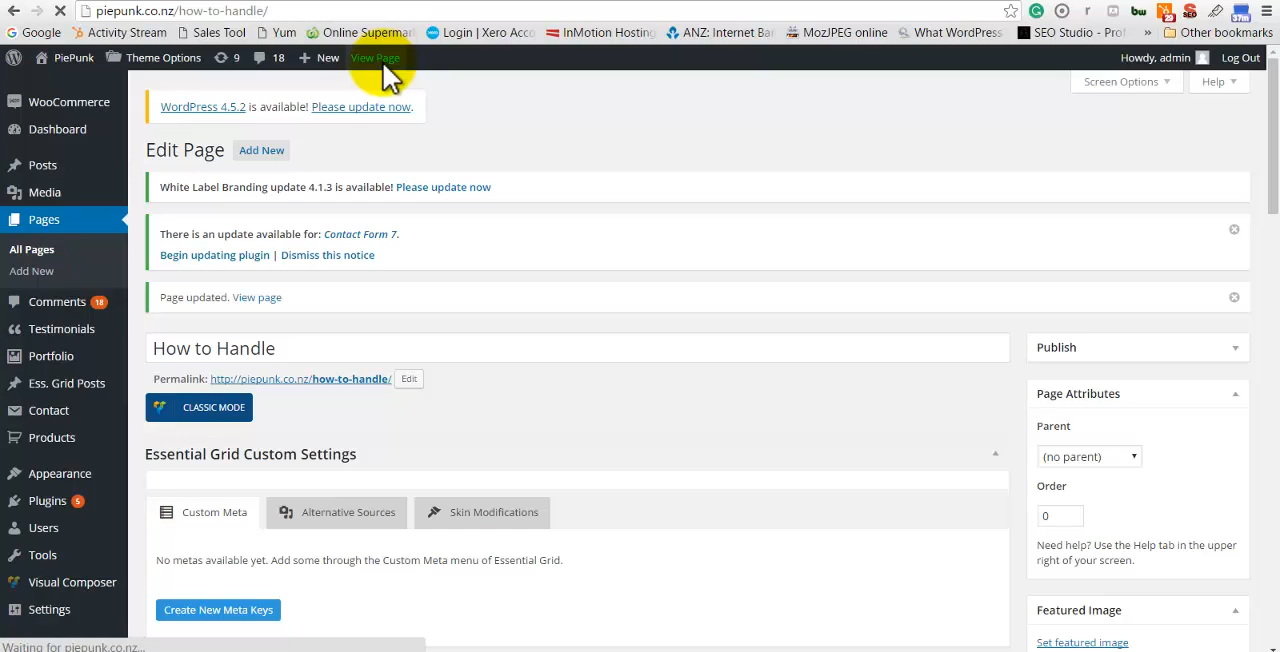 piepunk.co.nz/how-to-handle/
Google Activity Stream Sales Tool Yum Online Supermar Login | Xero Acco InMotion Hosting ANZ: Internet Ba MozJPEG online What WordPress SEO Studio - Prof » Other bookmarks
PiePunk Theme Options 9 18 + New View Page Howdy, admin Log Out
Screen Options Help
WordPress 4.5.2 is available! Please update now.
Edit Page Add New
White Label Branding update 4.1.3 is available! Please update now
There is an update available for: Contact Form 7.
Begin updating plugin | Dismiss this notice
Page updated. View page
How to Handle
Permalink: http://piepunk.co.nz/how-to-handle/ Edit
CLASSIC MODE
Essential Grid Custom Settings
Custom Meta Alternative Sources Skin Modifications
No metas available yet. Add some through the Custom Meta menu of Essential Grid.
Create New Meta Keys
WooCommerce
Dashboard
Posts
Media
Pages
All Pages
Add New
Comments 18
Testimonials
Portfolio
Ess. Grid Posts
Contact
Products
Appearance
Plugins 5
Users
Tools
Visual Composer
Settings
Publish
Page Attributes
Parent
(no parent)
Order
0
Need help? Use the Help tab in the upper
right of your screen.
Featured Image
Set featured image
Waiting for piepunk.co.nz...